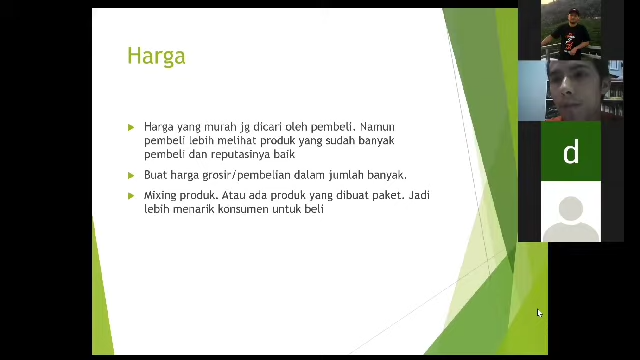 Harga
Harga yang murah jg dicari oleh pembeli. Namun
pembeli lebih melihat produk yang sudah banyak
pembeli dan reputasinya baik
Buat harga grosir/pembelian dalam jumlah banyak.
Mixing produk. Atau ada produk yang dibuat paket. Jadi
lebih menarik konsumen untuk beli
d